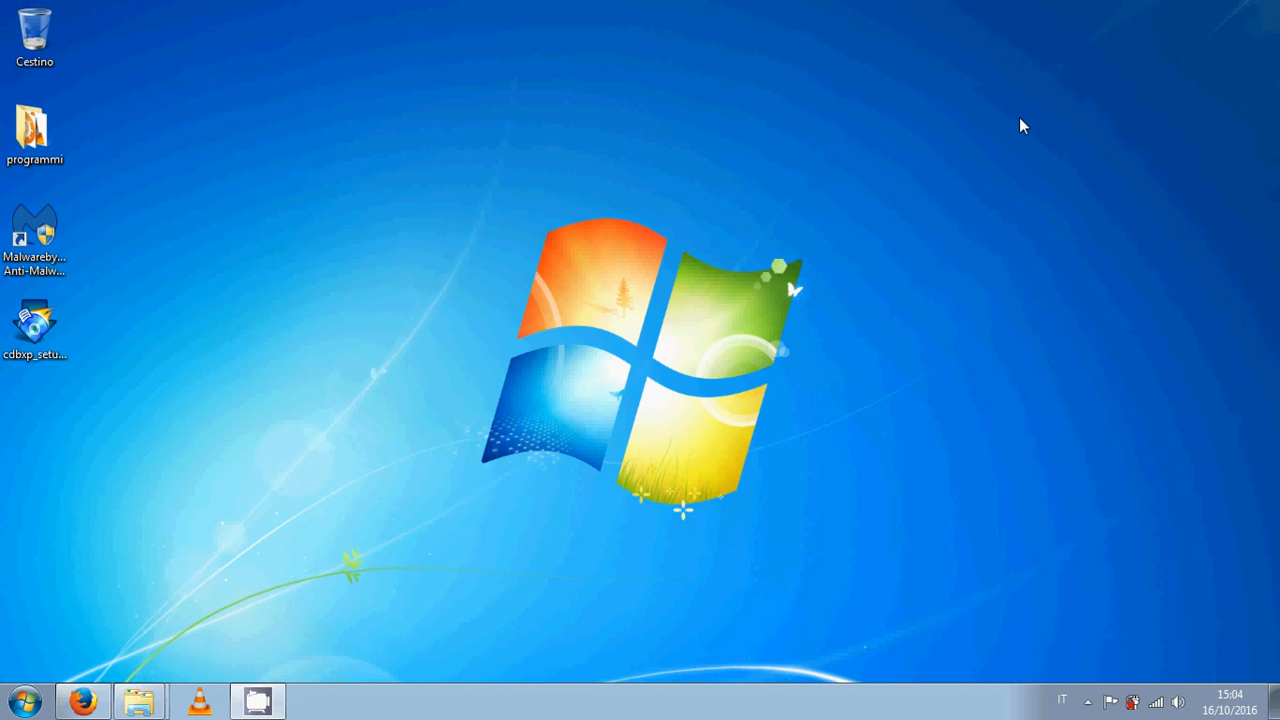 Cestino
programmi
Malwareby...
Anti-Malw...
cdbxp_setu...
IT
15:04
16/10/2016